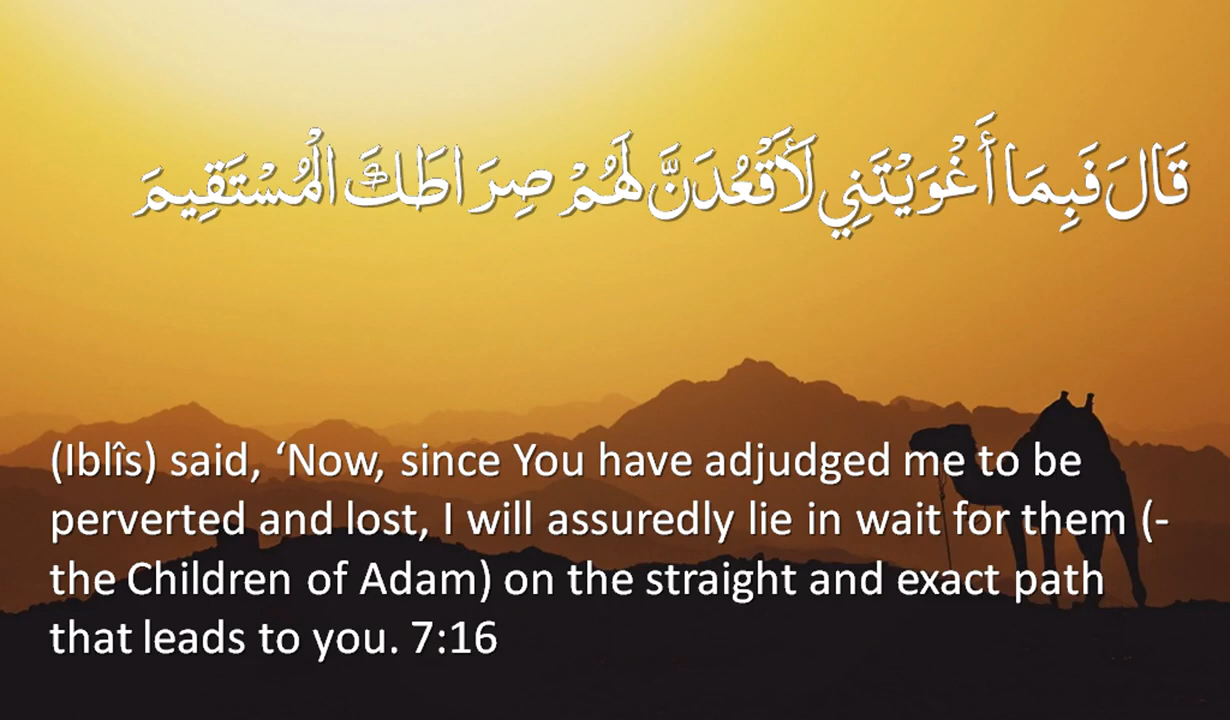 قَالَ فَبِمَا أَغْوَيْتَنِي لَأَقْعُدَنَّ لَهُمْ صِرَاطَكَ الْمُسْتَقِيمَ
(Iblîs) said, ‘Now, since You have adjudged me to be
perverted and lost, I will assuredly lie in wait for them (-
the Children of Adam) on the straight and exact path
that leads to you. 7:16